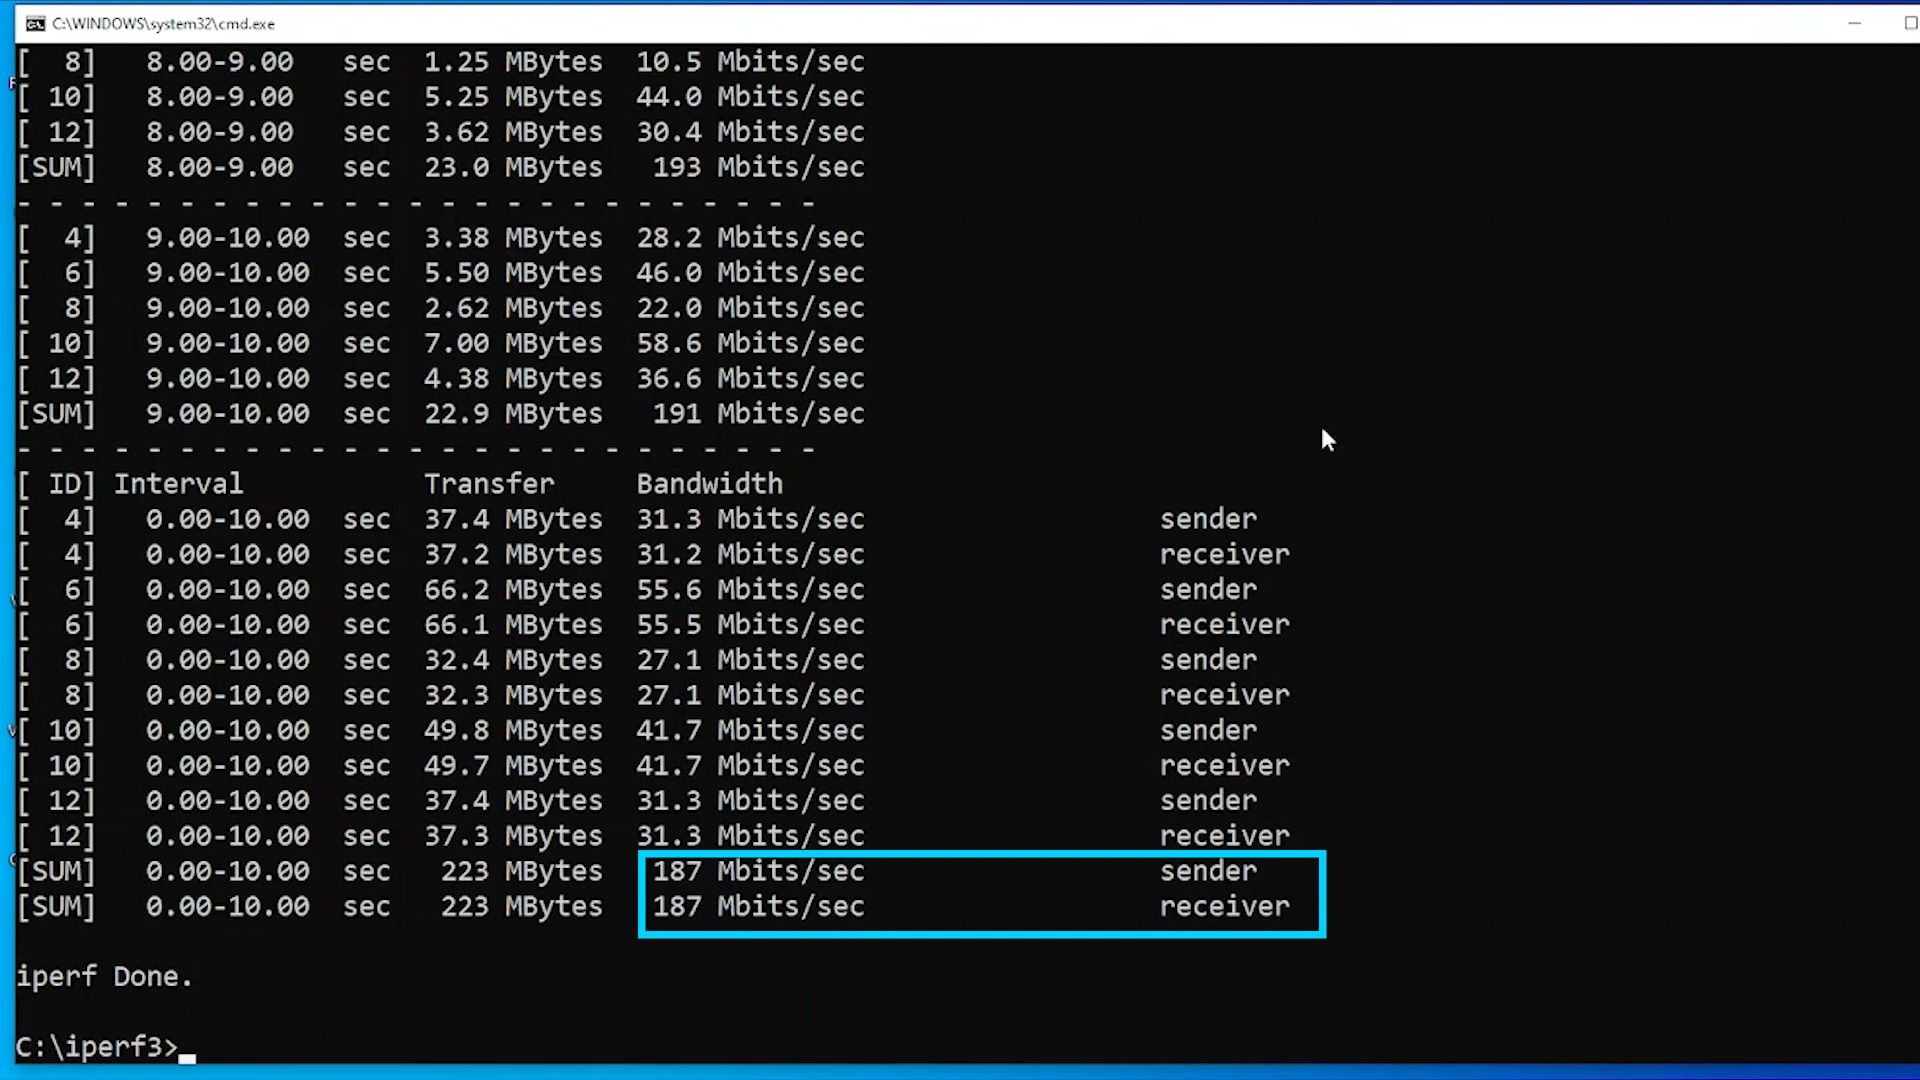 C:\WINDOWS\system32\cmd.exe
[  8]   8.00-9.00   sec  1.25 MBytes  10.5 Mbits/sec
[ 10]   8.00-9.00   sec  5.25 MBytes  44.0 Mbits/sec
[ 12]   8.00-9.00   sec  3.62 MBytes  30.4 Mbits/sec
[SUM]   8.00-9.00   sec  23.0 MBytes   193 Mbits/sec
- - - - - - - - - - - - - - - - - - - - - - - - -
[  4]   9.00-10.00  sec  3.38 MBytes  28.2 Mbits/sec
[  6]   9.00-10.00  sec  5.50 MBytes  46.0 Mbits/sec
[  8]   9.00-10.00  sec  2.62 MBytes  22.0 Mbits/sec
[ 10]   9.00-10.00  sec  7.00 MBytes  58.6 Mbits/sec
[ 12]   9.00-10.00  sec  4.38 MBytes  36.6 Mbits/sec
[SUM]   9.00-10.00  sec  22.9 MBytes   191 Mbits/sec
- - - - - - - - - - - - - - - - - - - - - - - - -
[ ID] Interval           Transfer     Bandwidth
[  4]   0.00-10.00  sec  37.4 MBytes  31.3 Mbits/sec                  sender
[  4]   0.00-10.00  sec  37.2 MBytes  31.2 Mbits/sec                  receiver
[  6]   0.00-10.00  sec  66.2 MBytes  55.6 Mbits/sec                  sender
[  6]   0.00-10.00  sec  66.1 MBytes  55.5 Mbits/sec                  receiver
[  8]   0.00-10.00  sec  32.4 MBytes  27.1 Mbits/sec                  sender
[  8]   0.00-10.00  sec  32.3 MBytes  27.1 Mbits/sec                  receiver
[ 10]   0.00-10.00  sec  49.8 MBytes  41.7 Mbits/sec                  sender
[ 10]   0.00-10.00  sec  49.7 MBytes  41.7 Mbits/sec                  receiver
[ 12]   0.00-10.00  sec  37.4 MBytes  31.3 Mbits/sec                  sender
[ 12]   0.00-10.00  sec  37.3 MBytes  31.3 Mbits/sec                  receiver
[SUM]   0.00-10.00  sec   223 MBytes   187 Mbits/sec                  sender
[SUM]   0.00-10.00  sec   223 MBytes   187 Mbits/sec                  receiver
iperf Done.
C:\iperf3>